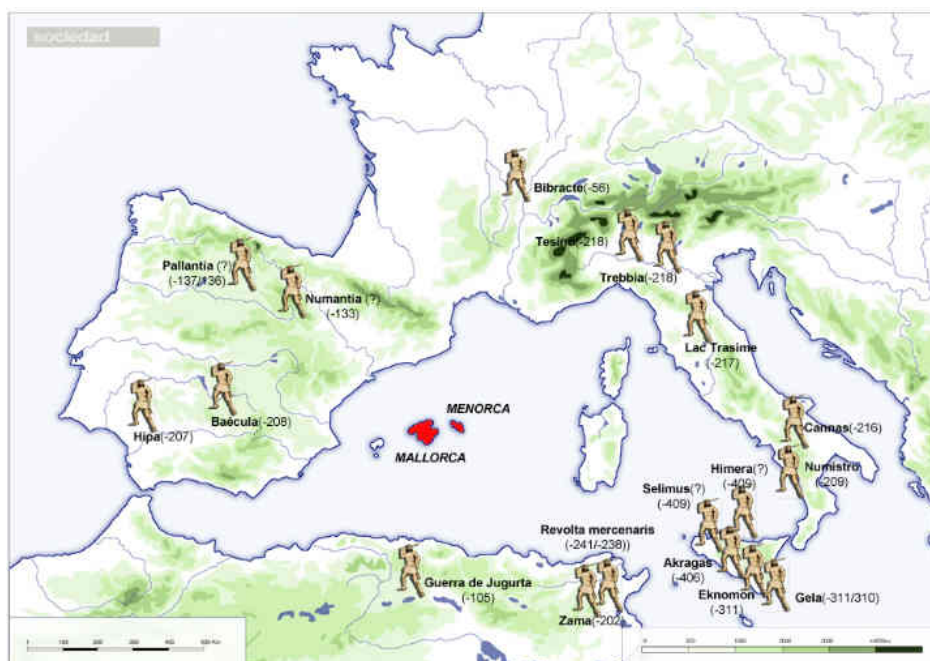 sociedad
Bibracte(-56)
Tesino(-218)
Trebbia(-218)
Pallantia (?)
(-137/136)
Numantia (?)
(-133)
Lac Trasime
(-217)
Baécula(-208)
Hipa(-207)
MENORCA
MALLORCA
Cannas(-216)
Numistro
(-209)
Himera(?)
(-409)
Selimus(?)
(-409)
Revolta mercenaris
(-241/-238))
Guerra de Jugurta
(-105)
Zama(-202
Akragas
(-406)
Eknomon
(-311)
Gela(-311/310)